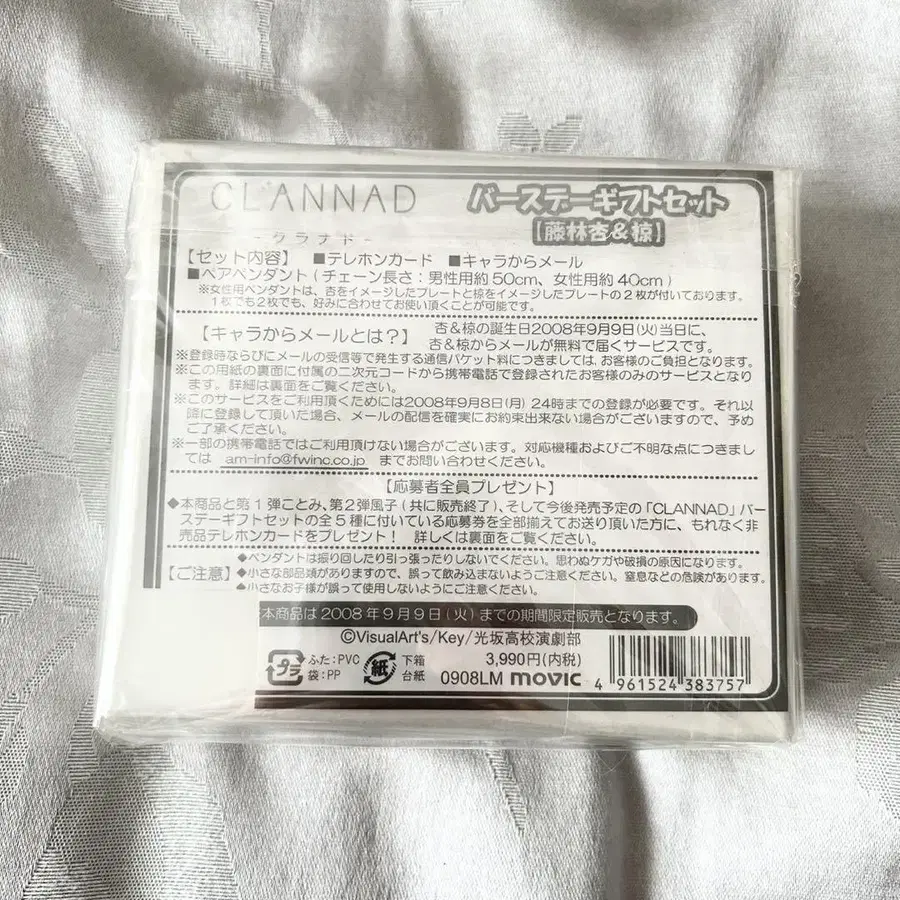 CLANNAD
-クラナド-
バースデーギフトセット
【藤林杏&椋】
【セット内容】 ■テレホンカード ■キャラからメール
■ペアペンダント(チェーン長さ:男性用約50cm、女性用約40cm)
※女性用ペンダントは、杏をイメージしたプレートと椋をイメージしたプレートの2枚が付いております。
1枚でも2枚でも、好みに合わせてお使い頂くことが可能です。
【キャラからメールとは?】 杏&椋の誕生日2008年9月9日(火)当日に、
杏&椋からメールが無料で届くサービスです。
※登録時ならびにメールの受信等で発生する通信パケット料につきましては、お客様のご負担となります。
※この用紙の裏面に付属の二次元コードから携帯電話で登録されたお客様のみのサービスとなり
ます。詳細は裏面をご覧ください。
※このサービスをご利用頂くためには2008年9月8日(月)24時までの登録が必要です。それ以
降に登録して頂いた場合、メールの配信を確実にお約束出来ない場合がございますので、予め
ご了承ください。
※一部の携帯電話ではご利用頂けない場合がございます。対応機種およびご不明な点につきまし
ては am-info@fwinc.co.jp までお問い合わせください。
【応募者全員プレゼント】
◆本商品と第1弾ことみ、第2弾風子(共に販売終了)、そして今後発売予定の「CLANNAD」バー
スデーギフトセットの全5種に付いている応募券を全部揃えてお送り頂いた方に、もれなく非
売品テレホンカードをプレゼント! 詳しくは裏面をご覧ください。
【ご注意】
◆ペンダントは振り回したり引っ張ったりしないでください。思わぬケガや破損の原因になります。
◆小さな部品類がありますので、誤って飲み込まないようご注意ください。窒息などの危険があります。
◆小さなお子様が誤って使用しないようにご注意ください。
本商品は2008年9月9日(火)までの期間限定販売となります。
©VisualArt's/Key/光坂高校演劇部
プラ ふた:PVC 袋:PP 紙 下箱 台紙
3,990円(税込)
0908LM movic
4 961524 383757